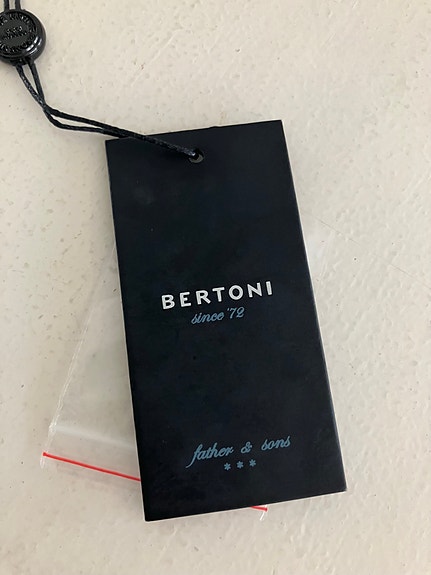 BERTONI
since '72
father & sons
***